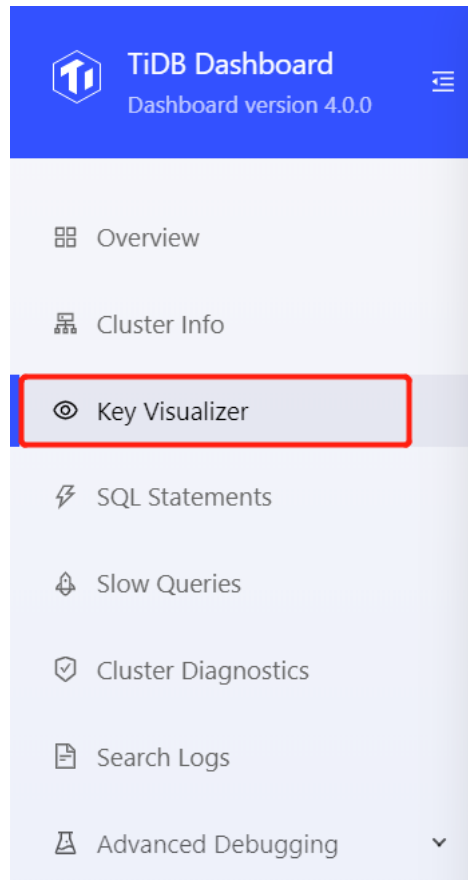 TiDB Dashboard
Dashboard version 4.0.0
Overview
Cluster Info
Key Visualizer
SQL Statements
Slow Queries
Cluster Diagnostics
Search Logs
Advanced Debugging